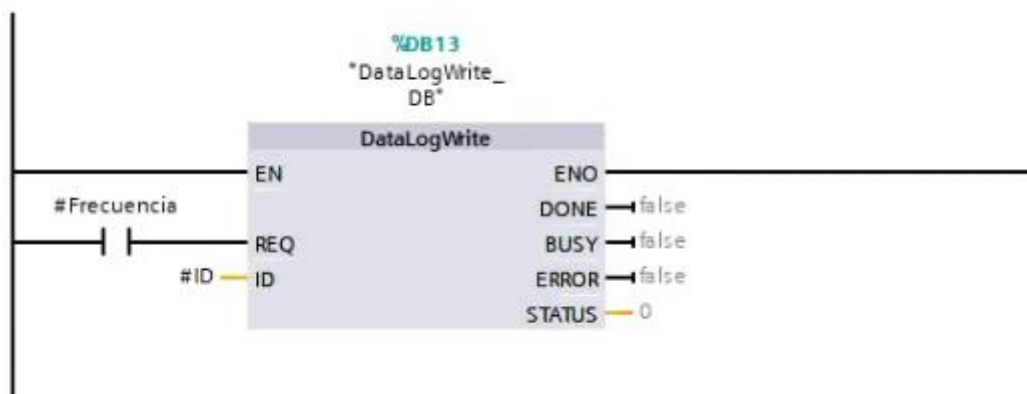 %DB13
"DataLogWrite_
DB"
DataLogWrite
EN ENO
#Frecuencia DONE false
REQ BUSY false
#ID ID ERROR false
STATUS 0